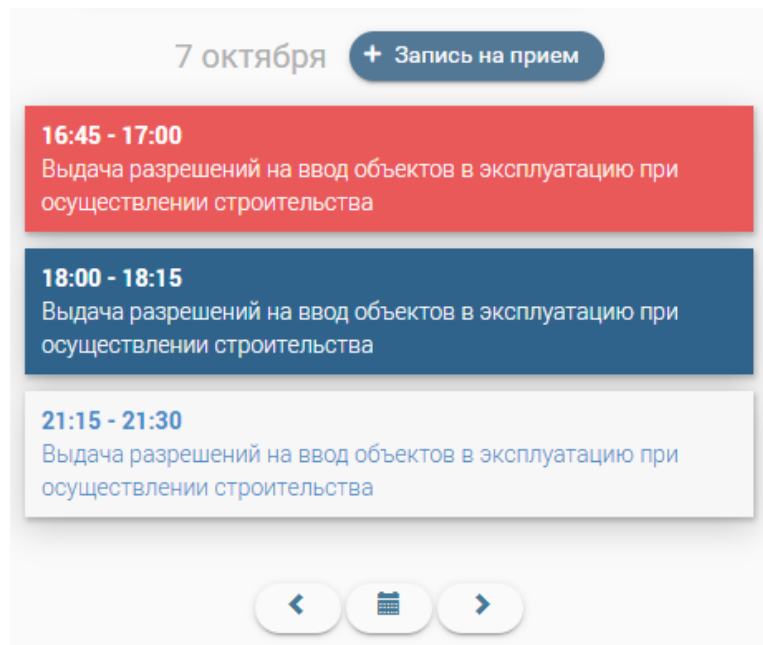 7 октября
+ Запись на прием
16:45 - 17:00
Выдача разрешений на ввод объектов в эксплуатацию при
осуществлении строительства
18:00 - 18:15
Выдача разрешений на ввод объектов в эксплуатацию при
осуществлении строительства
21:15 - 21:30
Выдача разрешений на ввод объектов в эксплуатацию при
осуществлении строительства